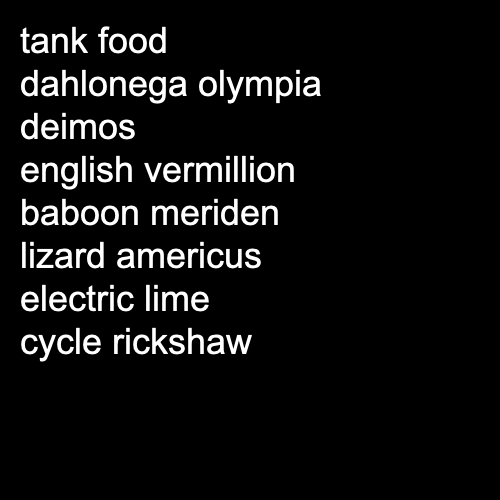 tank food
dahlonega olympia
deimos
english vermillion
baboon meriden
lizard americus
electric lime
cycle rickshaw